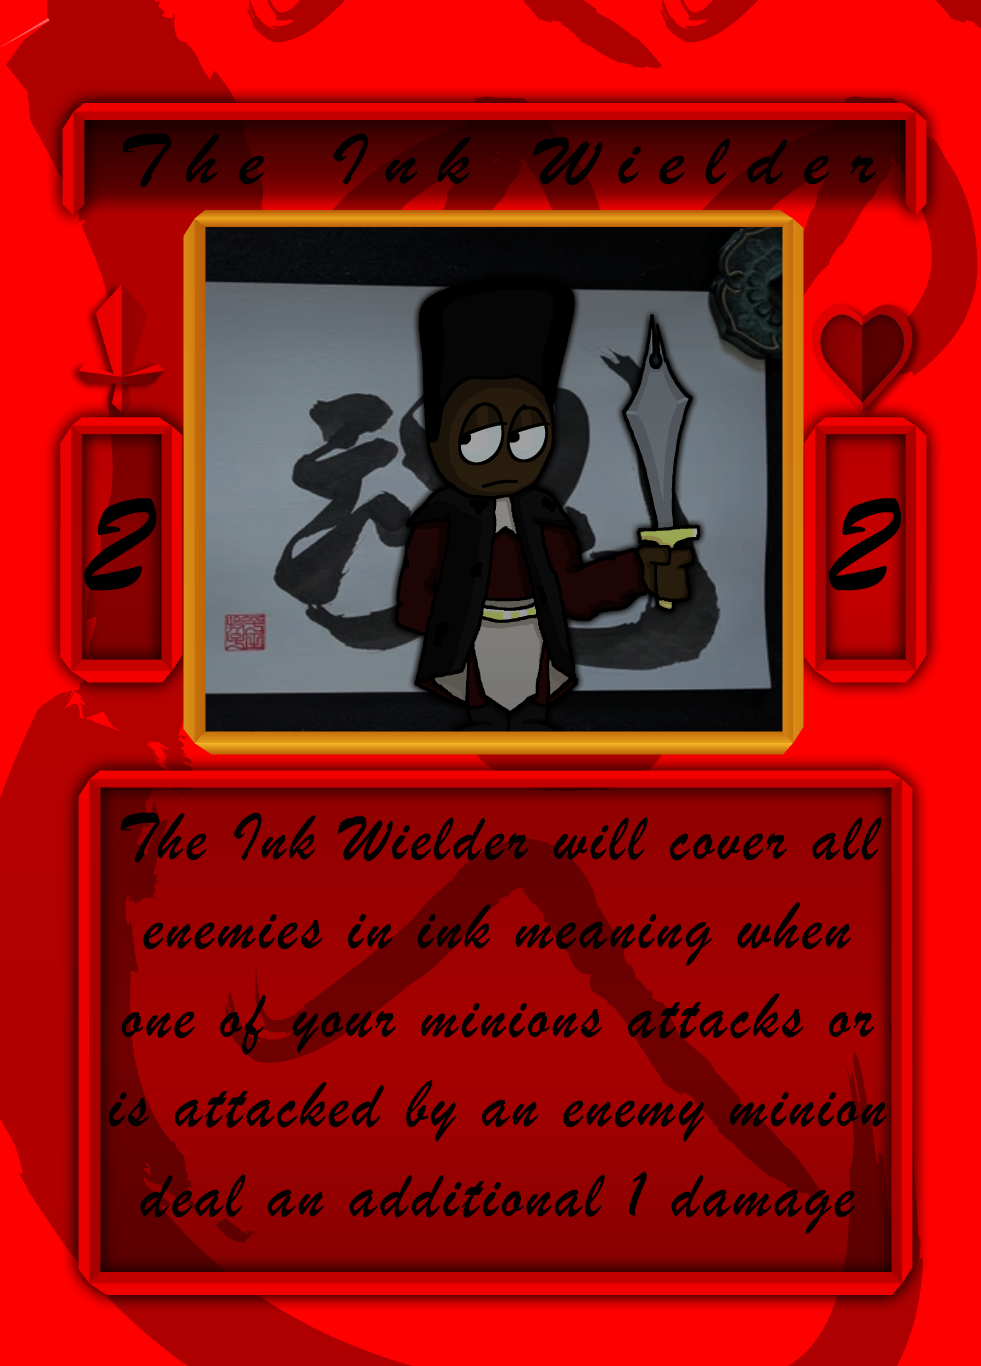 The Ink Wielder
2
2
The Ink Wielder will cover all
enemies in ink meaning when
one of your minions attacks or
is attacked by an enemy minion
deal an additional 1 damage